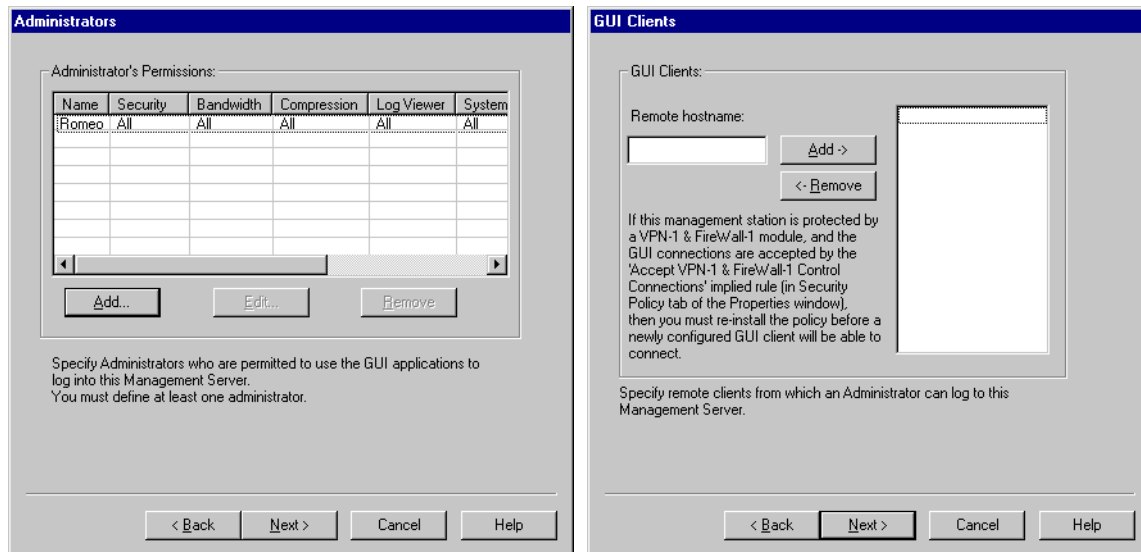 Administrators
Administrator's Permissions:
Name Security Bandwidth Compression Log Viewer System
Romeo All All All All All
Add... Edit... Remove
Specify Administrators who are permitted to use the GUI applications to
log into this Management Server.
You must define at least one administrator.
< Back Next > Cancel Help
GUI Clients
GUI Clients:
Remote hostname:
Add ->
<- Remove
If this management station is protected by
a VPN-1 & FireWall-1 module, and the
GUI connections are accepted by the
'Accept VPN-1 & FireWall-1 Control
Connections' implied rule (in Security
Policy tab of the Properties window),
then you must re-install the policy before a
newly configured GUI client will be able to
connect.
Specify remote clients from which an Administrator can log to this
Management Server.
< Back Next > Cancel Help